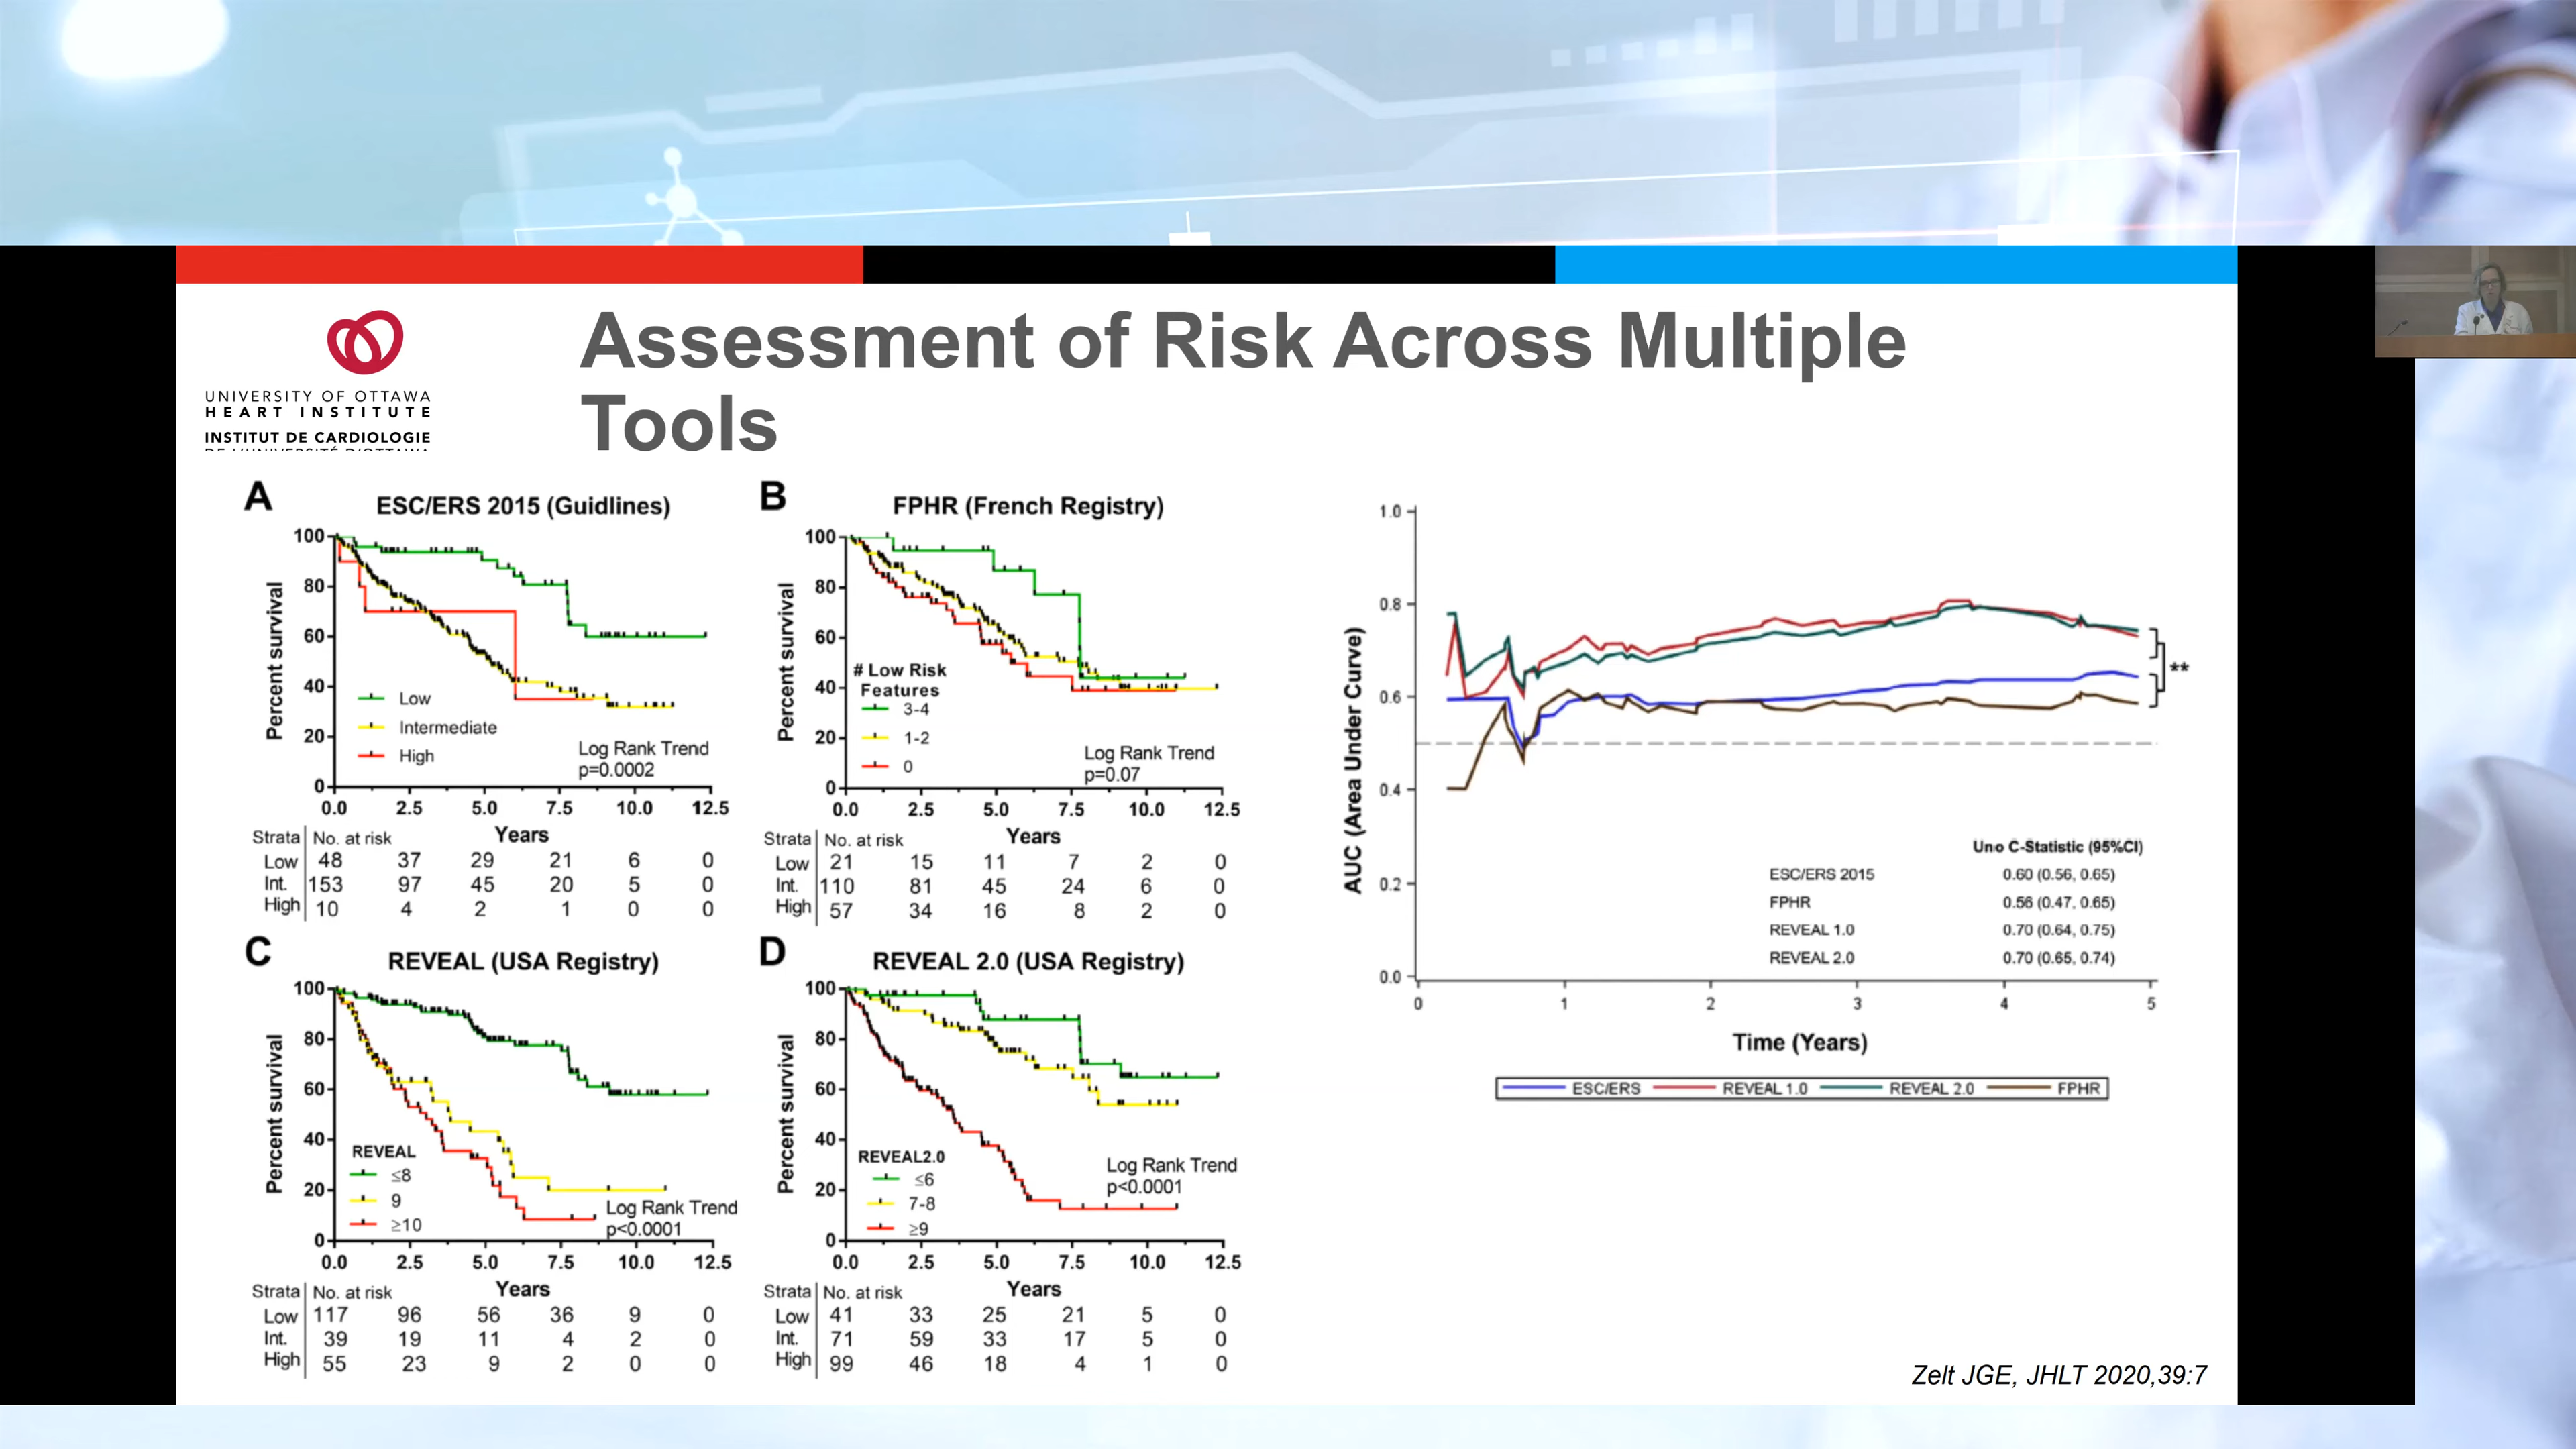 UNIVERSITY OF OTTAWA
HEART INSTITUTE
INSTITUT DE CARDIOLOGIE
DE L'UNIVERSITÉ D'OTTAWA
Assessment of Risk Across Multiple
Tools
A
ESC/ERS 2015 (Guidlines)
Percent survival
100
80
60
40
20
0
Low
Intermediate
High
Log Rank Trend
p=0.0002
0.0 2.5 5.0 7.5 10.0 12.5
Years
Strata No. at risk
Low 48 37 29 21 6 0
Int. 153 97 45 20 5 0
High 10 4 2 1 0 0
B
FPHR (French Registry)
Percent survival
100
80
60
40
20
0
# Low Risk
Features
3-4
1-2
0
Log Rank Trend
p=0.07
0.0 2.5 5.0 7.5 10.0 12.5
Years
Strata No. at risk
Low 21 15 11 7 2 0
Int. 110 81 45 24 6 0
High 57 34 16 8 2 0
C
REVEAL (USA Registry)
Percent survival
100
80
60
40
20
0
REVEAL
≤8
9
≥10
Log Rank Trend
p<0.0001
0.0 2.5 5.0 7.5 10.0 12.5
Years
Strata No. at risk
Low 117 96 56 36 9 0
Int. 39 19 11 4 2 0
High 55 23 9 2 0 0
D
REVEAL 2.0 (USA Registry)
Percent survival
100
80
60
40
20
0
REVEAL2.0
≤6
7-8
≥9
Log Rank Trend
p<0.0001
0.0 2.5 5.0 7.5 10.0 12.5
Years
Strata No. at risk
Low 41 33 25 21 5 0
Int. 71 59 33 17 5 0
High 99 46 18 4 1 0
AUC (Area Under Curve)
1.0
0.8
0.6
0.4
0.2
0.0
**
Uno C-Statistic (95%CI)
ESC/ERS 2015 0.60 (0.56, 0.65)
FPHR 0.56 (0.47, 0.65)
REVEAL 1.0 0.70 (0.64, 0.75)
REVEAL 2.0 0.70 (0.65, 0.74)
0 1 2 3 4 5
Time (Years)
ESC/ERS REVEAL 1.0 REVEAL 2.0 FPHR
Zelt JGE, JHLT 2020,39:7